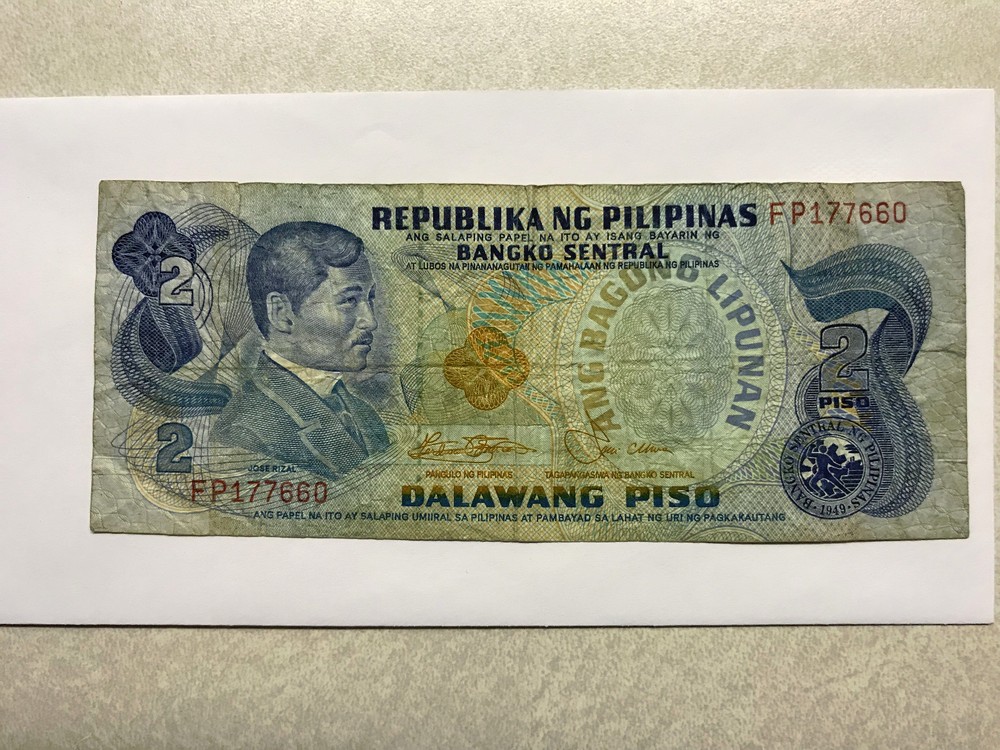 REPUBLIKA NG PILIPINAS
FP177660
ANG SALAPING PAPEL NA ITO AY ISANG BAYARIN NG
BANGKO SENTRAL
AT LUBOS NA PINANANAGUTAN NG PAMAHALAAN NG REPUBLIKA NG PILIPINAS
2
ANG BAGONG LIPUNAN
2
PISO
2
JOSE RIZAL
FP177660
PANGULO NG PILIPINAS
TAGAPANGASIWA NG BANGKO SENTRAL
DALAWANG PISO
BANGKO SENTRAL NG PILIPINAS
1949
ANG PAPEL NA ITO AY SALAPING UMIIRAL SA PILIPINAS AT PAMBAYAD SA LAHAT NG URI NG PAGKAKAUTANG